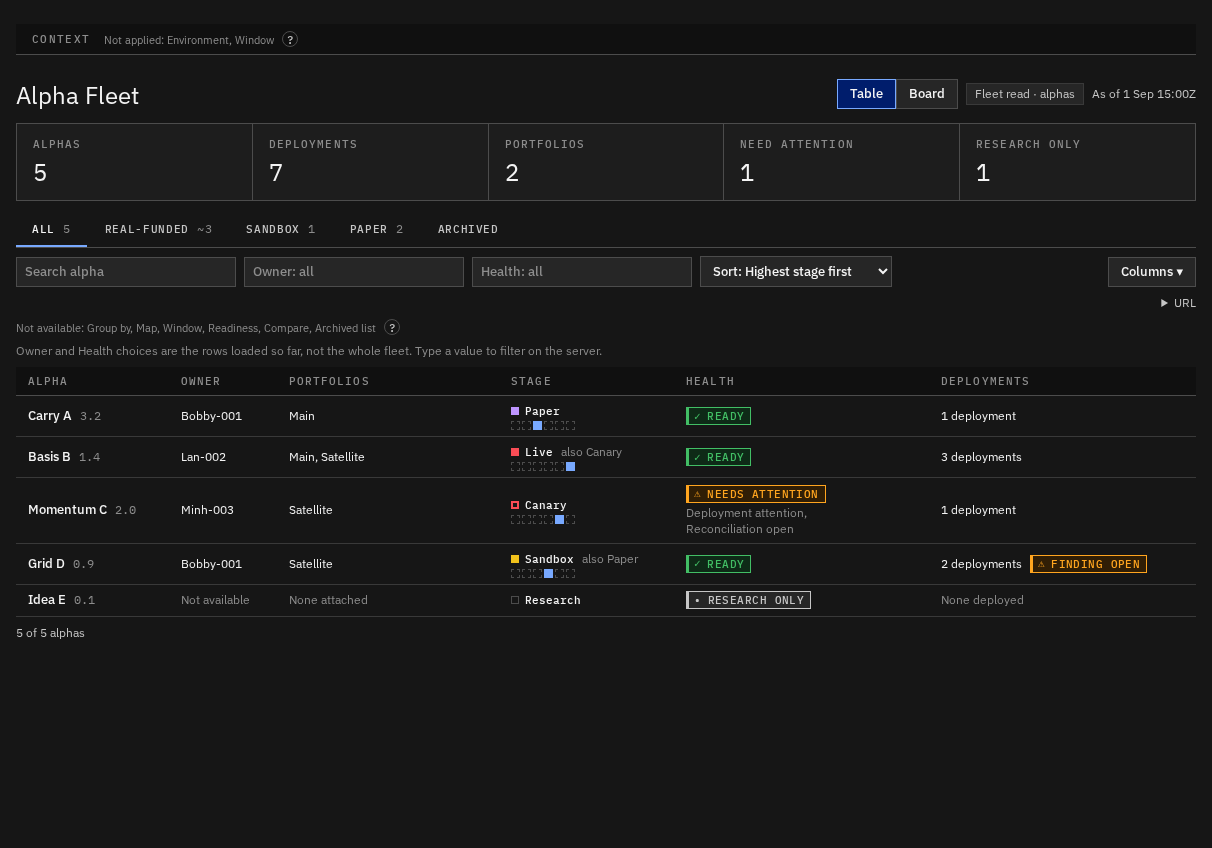 CONTEXT Not applied: Environment, Window ?
Alpha Fleet
Table Board Fleet read · alphas As of 1 Sep 15:00Z
ALPHAS DEPLOYMENTS PORTFOLIOS NEED ATTENTION RESEARCH ONLY
5 7 2 1 1
ALL 5 REAL-FUNDED ~3 SANDBOX 1 PAPER 2 ARCHIVED
Search alpha Owner: all Health: all Sort: Highest stage first Columns ▾
▶ URL
Not available: Group by, Map, Window, Readiness, Compare, Archived list ?
Owner and Health choices are the rows loaded so far, not the whole fleet. Type a value to filter on the server.
ALPHA OWNER PORTFOLIOS STAGE HEALTH DEPLOYMENTS
Carry A 3.2 Bobby-001 Main Paper ✓ READY 1 deployment
Basis B 1.4 Lan-002 Main, Satellite Live also Canary ✓ READY 3 deployments
Momentum C 2.0 Minh-003 Satellite Canary ⚠ NEEDS ATTENTION 1 deployment
Deployment attention,
Reconciliation open
Grid D 0.9 Bobby-001 Satellite Sandbox also Paper ✓ READY 2 deployments ⚠ FINDING OPEN
Idea E 0.1 Not available None attached Research • RESEARCH ONLY None deployed
5 of 5 alphas